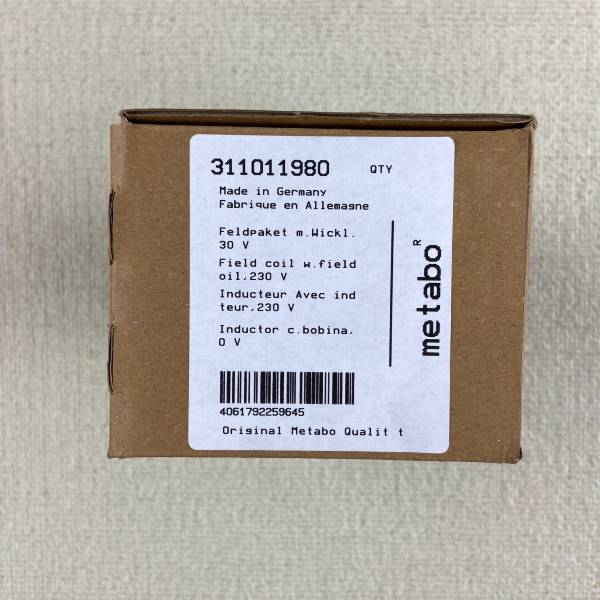 311011980 QTY
Made in Germany
Fabrique en Allemagne
Feldpaket m.Wickl.
30 V
Field coil w.field
oil,230 V
Inducteur Avec ind
teur,230 V
Inductor c.bobina,
0 V
metabo®
4061792259645
Original Metabo Qualit t